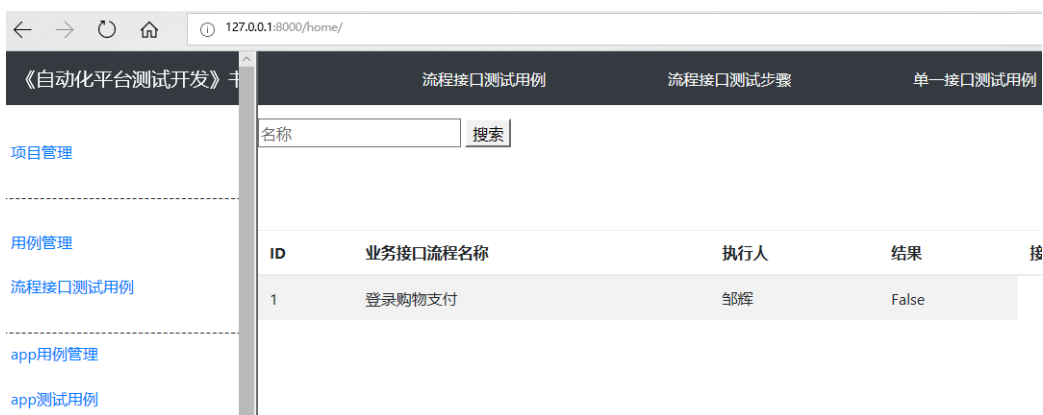 127.0.0.1:8000/home/
《自动化平台测试开发》
流程接口测试用例 流程接口测试步骤 单一接口测试用例
名称 搜索
项目管理
用例管理
ID 业务接口流程名称 执行人 结果 接
流程接口测试用例
1 登录购物支付 邹辉 False
app用例管理
app测试用例